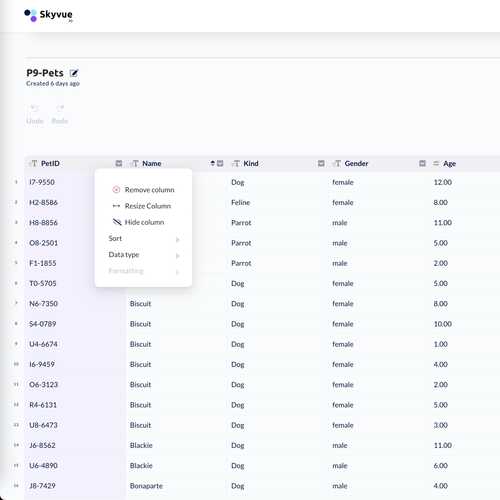 Skyvue
P9-Pets
Created 6 days ago
Undo Redo
PetID Name Kind Gender Age
1 I7-9550 Dog female 12.00
2 H2-8586 Feline female 8.00
3 H8-8856 Parrot male 11.00
4 O8-2501 Parrot male 5.00
5 F1-1855 Parrot male 2.00
6 T0-5705 Dog female 5.00
Remove column
Resize Column
Hide column
Sort
Data type
Formatting
7 N6-7350 Biscuit Dog female 8.00
8 S4-0789 Biscuit Dog female 10.00
9 U4-6674 Biscuit Dog female 1.00
10 I6-9459 Biscuit Dog female 4.00
11 O6-3123 Biscuit Dog female 2.00
12 R4-6131 Biscuit Dog female 5.00
13 U8-6473 Biscuit Dog female 3.00
14 J6-8562 Blackie Dog male 11.00
15 U6-4890 Blackie Dog male 6.00
16 J8-7429 Bonaparte Dog male 4.00